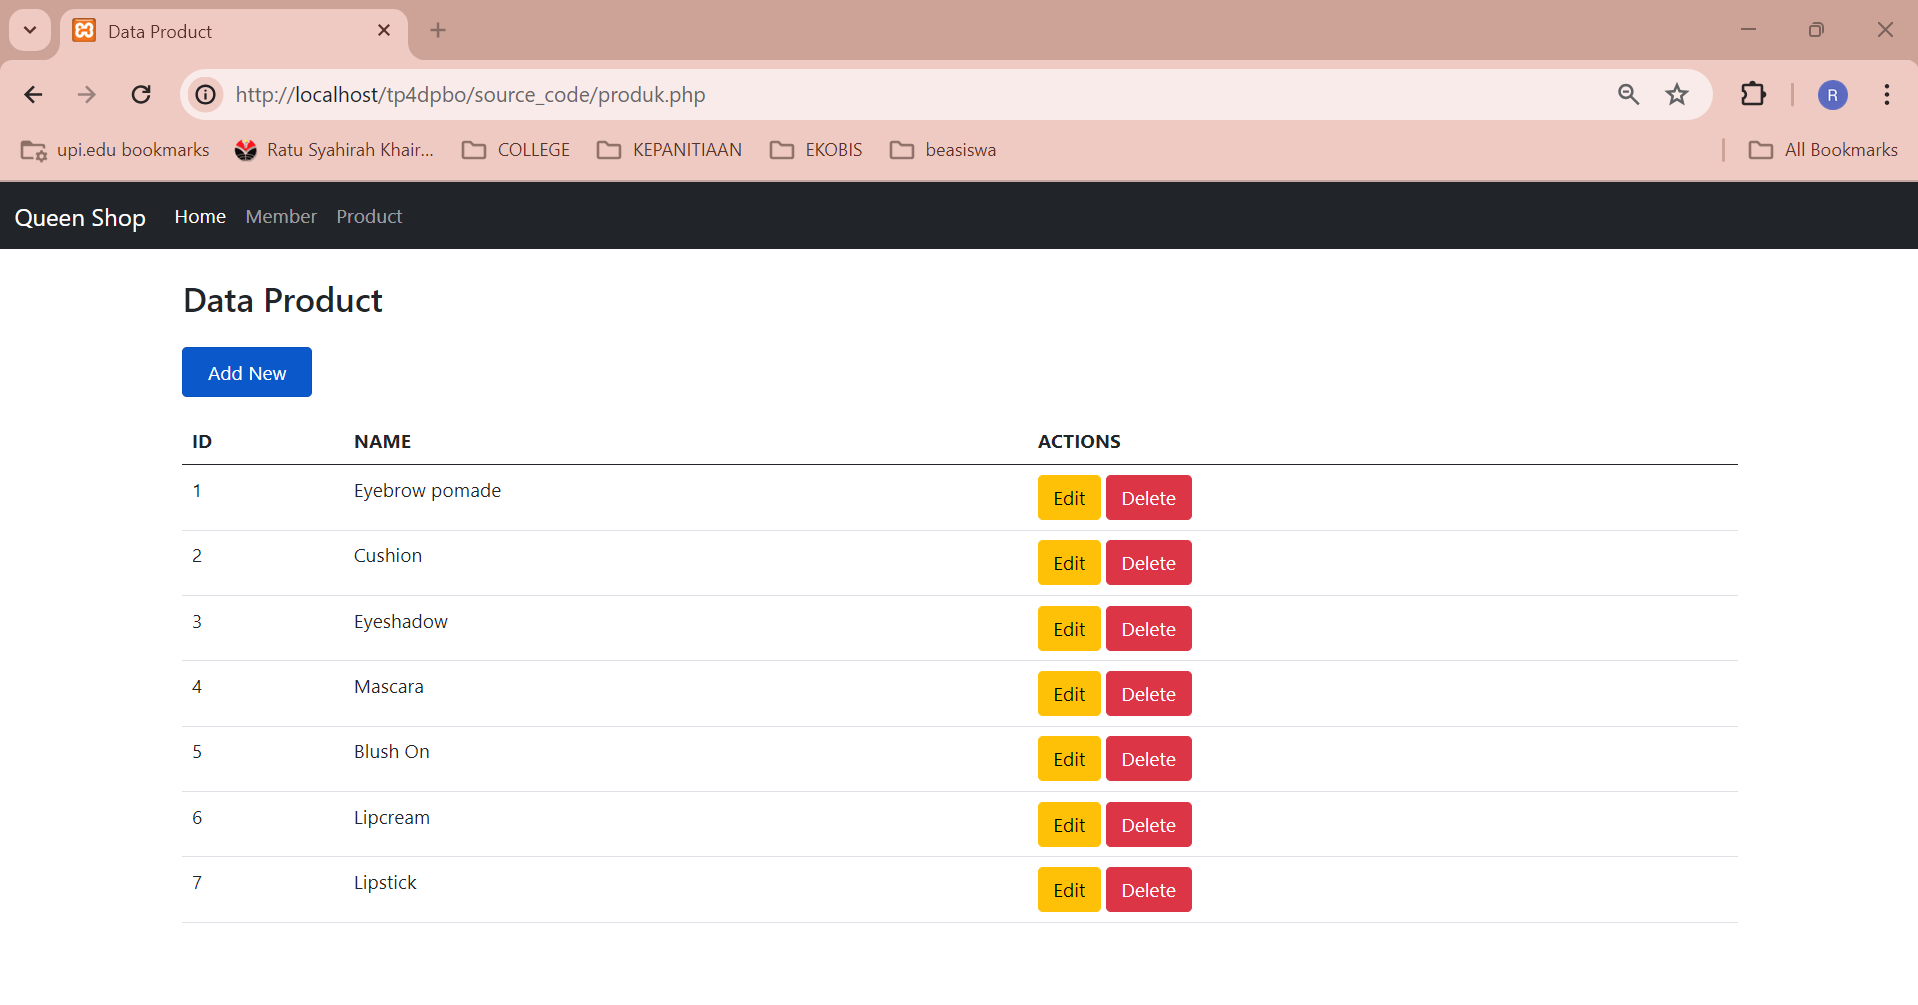 Data Product
http://localhost/tp4dpbo/source_code/produk.php
R
upi.edu bookmarks Ratu Syahirah Khair... COLLEGE KEPANITIAAN EKOBIS beasiswa All Bookmarks
Queen Shop Home Member Product
Data Product
Add New
ID NAME ACTIONS
1 Eyebrow pomade Edit Delete
2 Cushion Edit Delete
3 Eyeshadow Edit Delete
4 Mascara Edit Delete
5 Blush On Edit Delete
6 Lipcream Edit Delete
7 Lipstick Edit Delete